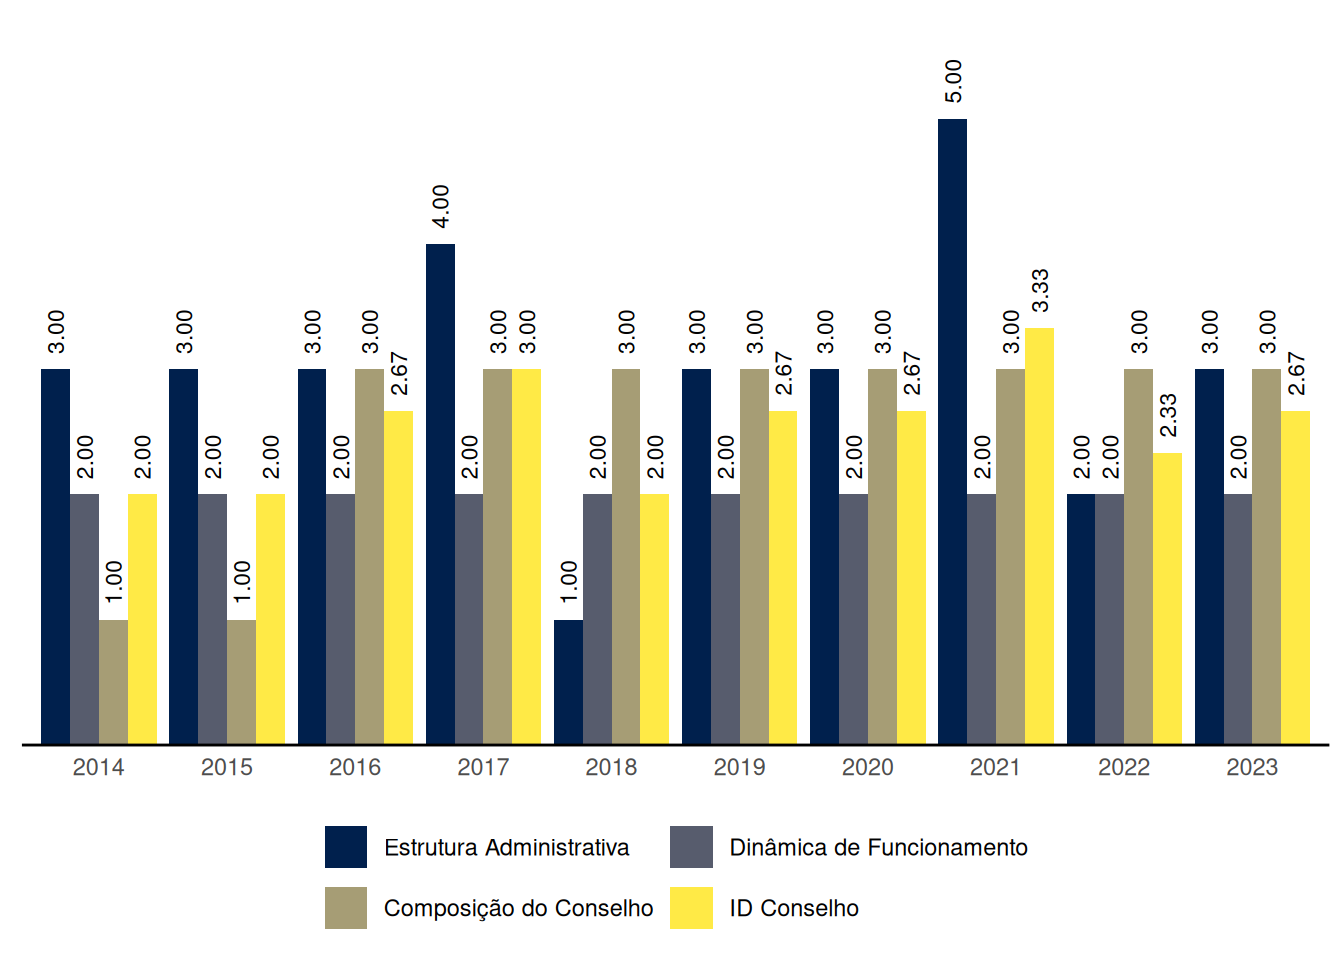 5.00
4.00
3.33
3.00 3.00 3.00 3.00 3.00 3.00 3.00 3.00 3.00 3.00 3.00 3.00 3.00 3.00 3.00 3.00
2.67 2.67 2.67 2.67
2.33
2.00 2.00 2.00 2.00 2.00 2.00 2.00 2.00 2.00 2.00 2.00 2.00 2.00 2.00
1.00 1.00 1.00
2014 2015 2016 2017 2018 2019 2020 2021 2022 2023
Estrutura Administrativa Dinâmica de Funcionamento
Composição do Conselho ID Conselho